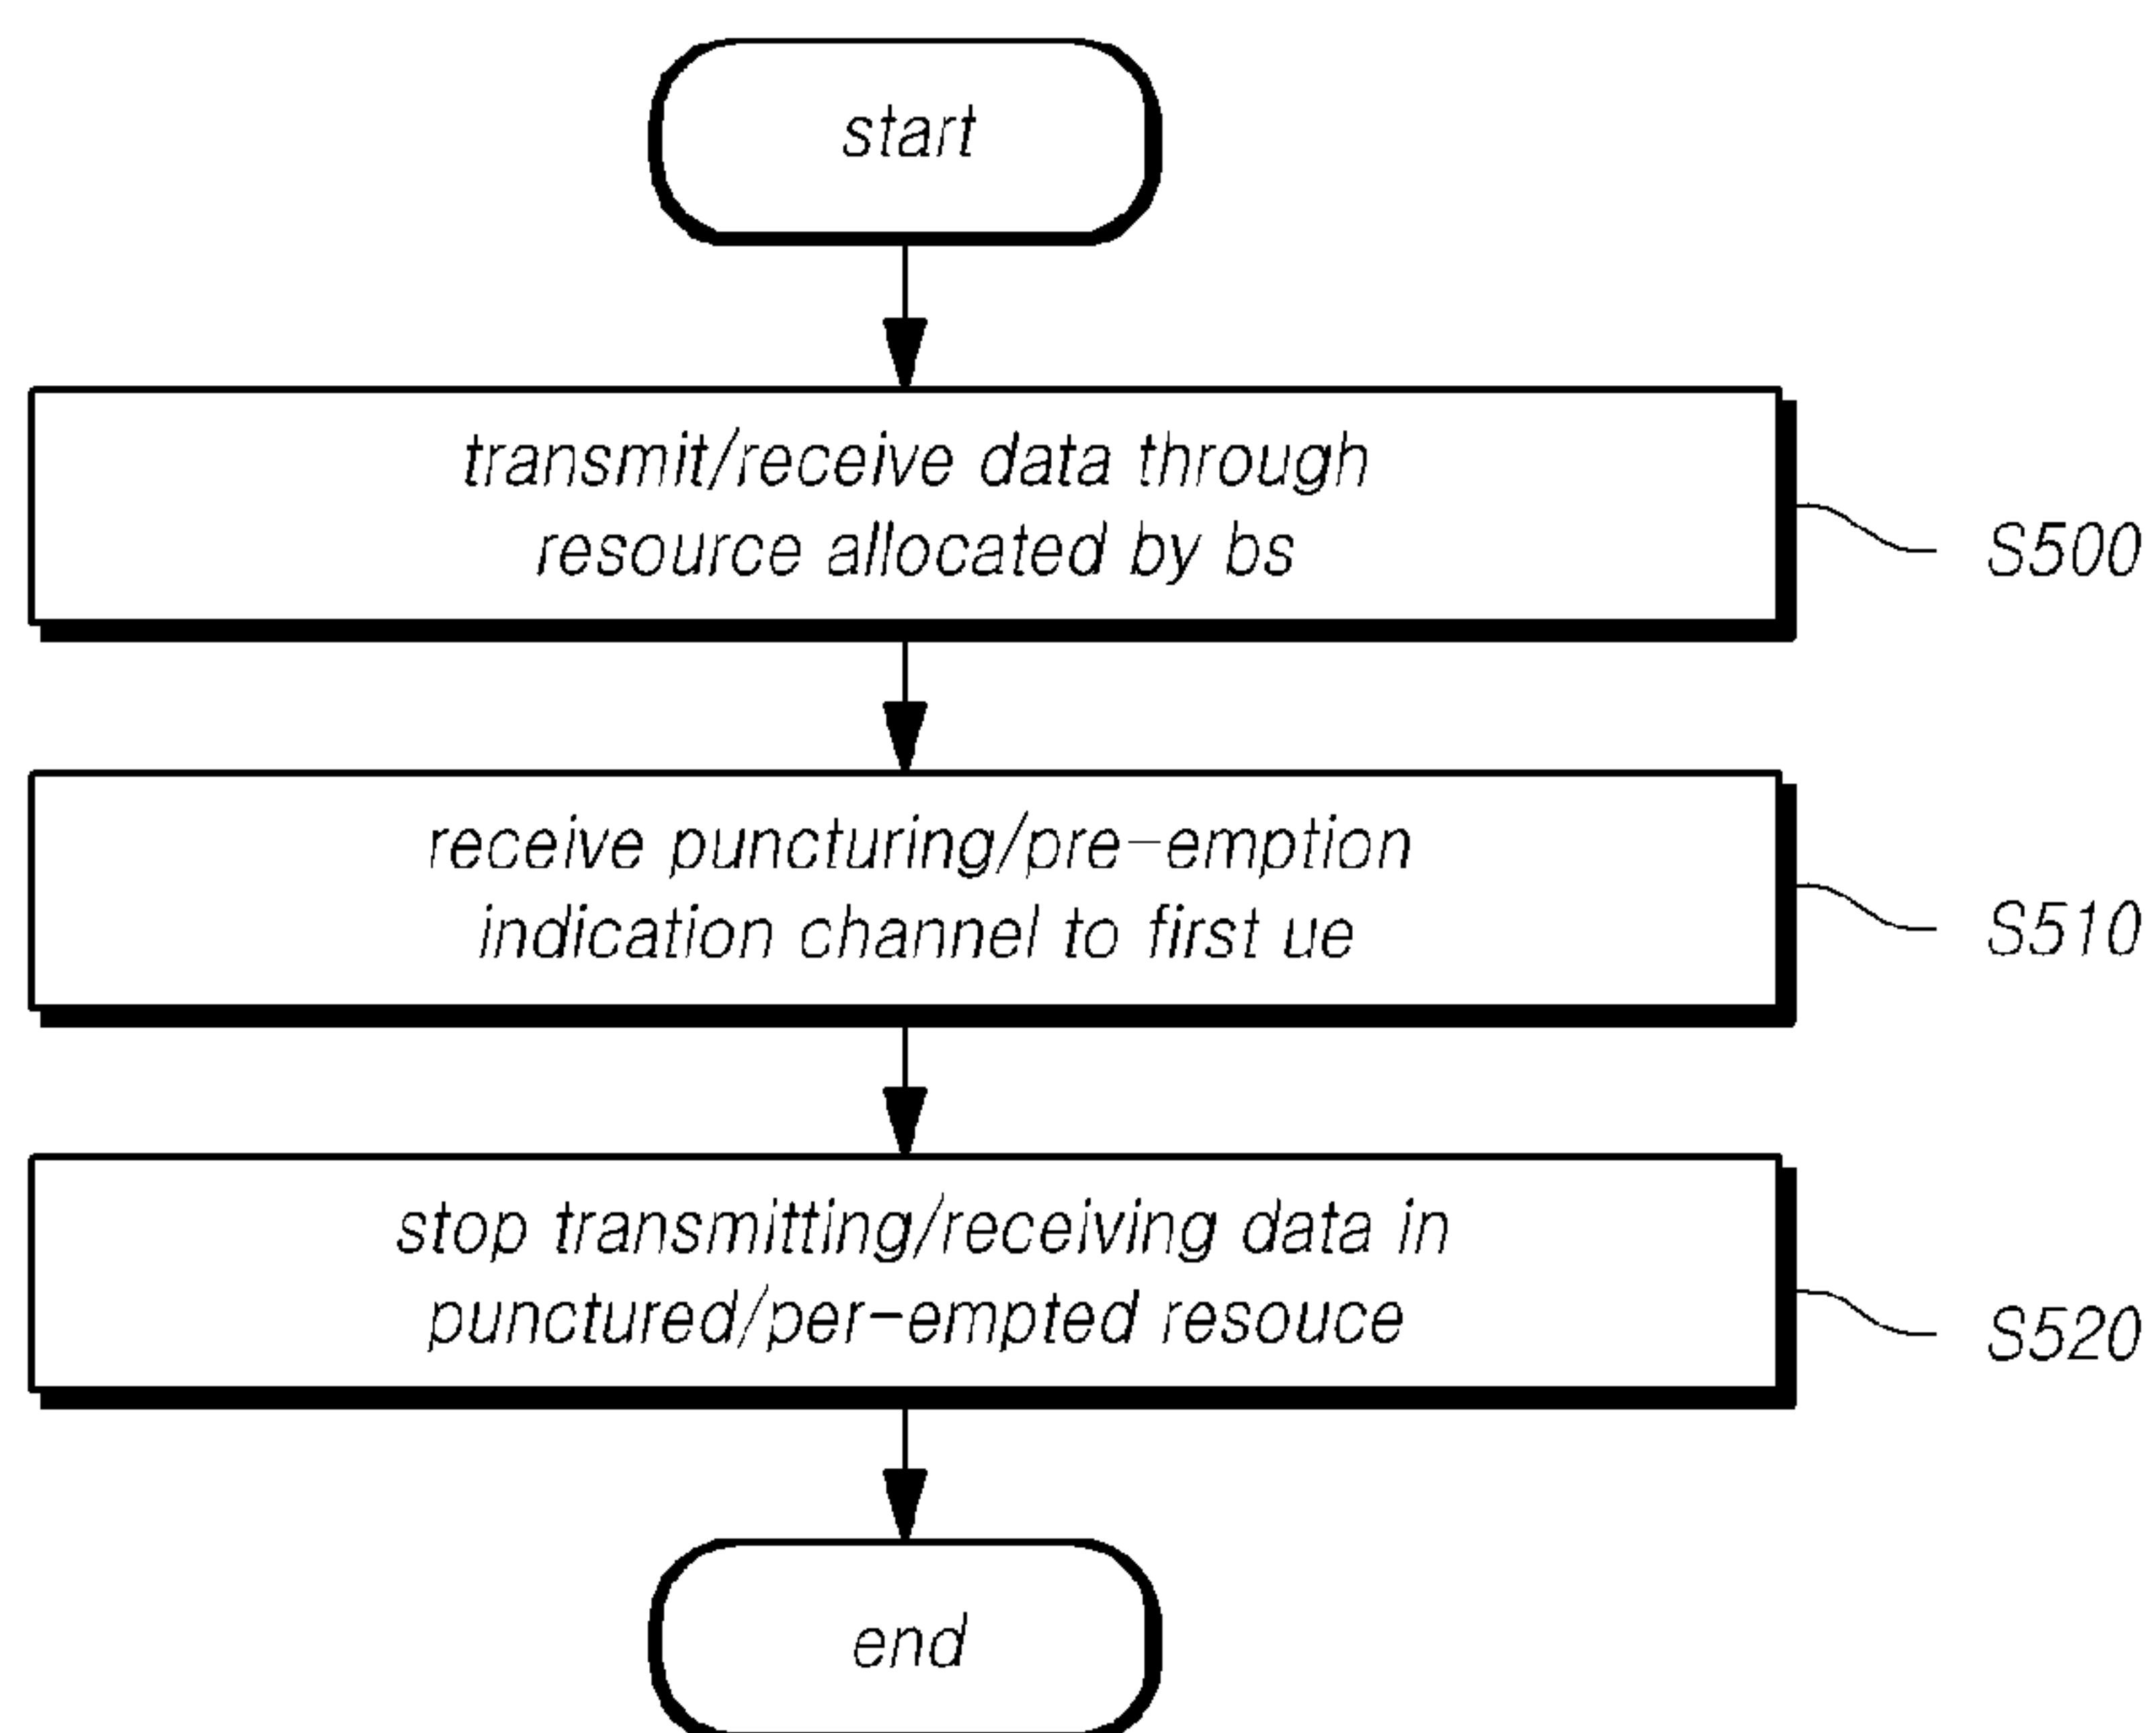 start
transmit/receive data through
resource allocated by bs
S500
receive puncturing/pre-emption
indication channel to first ue
S510
stop transmitting/receiving data in
punctured/per-empted resouce
S520
end